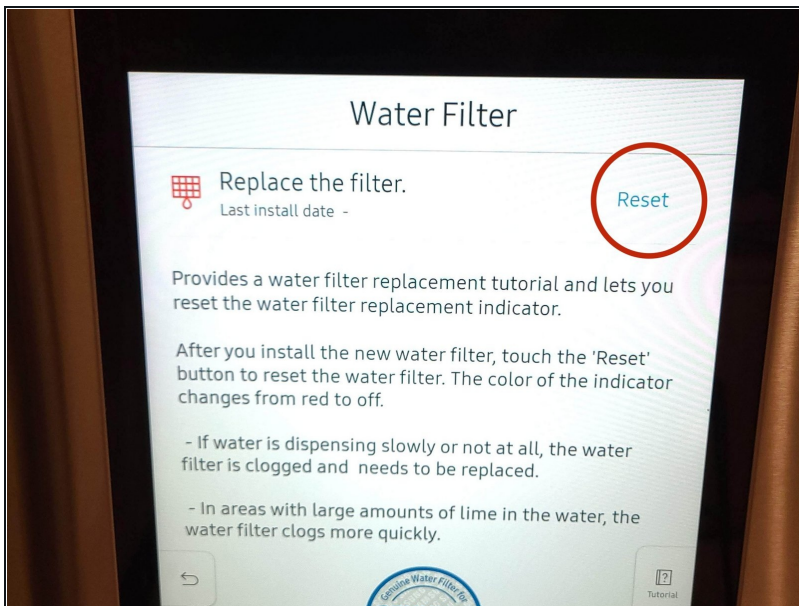 Water Filter
Replace the filter.
Reset
Last install date -
Provides a water filter replacement tutorial and lets you
reset the water filter replacement indicator.
After you install the new water filter, touch the 'Reset'
button to reset the water filter. The color of the indicator
changes from red to off.
- If water is dispensing slowly or not at all, the water
filter is clogged and needs to be replaced.
- In areas with large amounts of lime in the water, the
water filter clogs more quickly.
Genuine Water Filter for
?
Tutorial